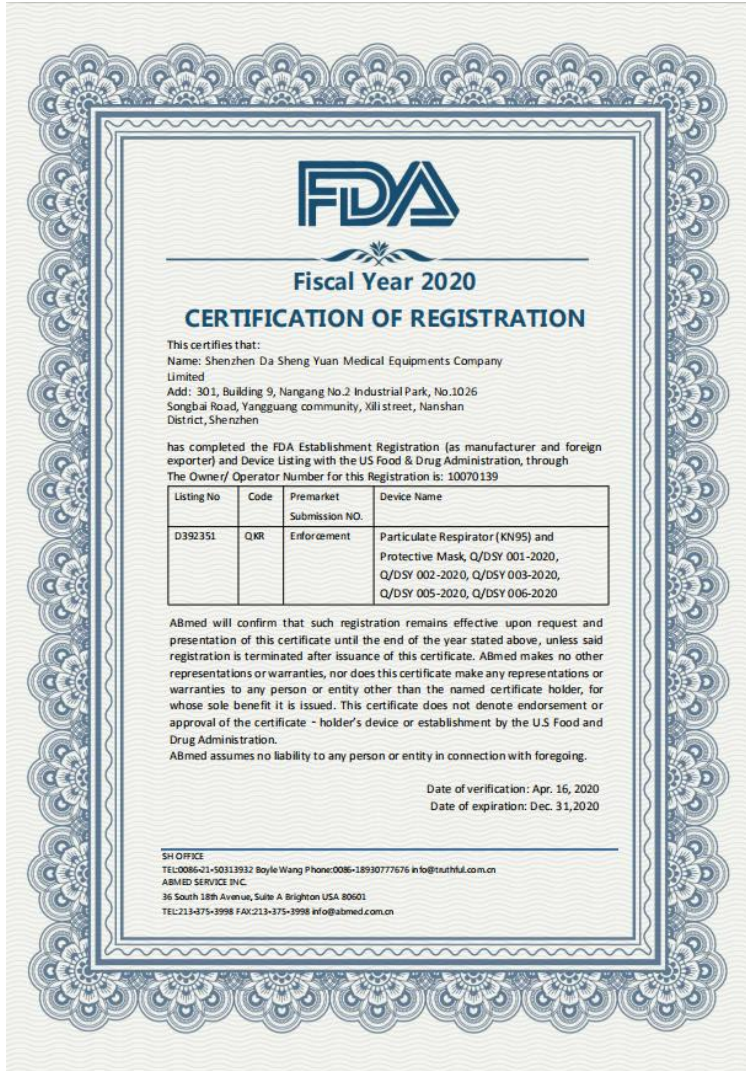 FDA
Fiscal Year 2020
CERTIFICATION OF REGISTRATION
This certifies that:
Name: Shenzhen Da Sheng Yuan Medical Equipments Company
Limited
Add: 301, Building 9, Nangang No.2 Industrial Park, No.1026
Songbai Road, Yangguang community, Xili street, Nanshan
District, Shenzhen
has completed the FDA Establishment Registration (as manufacturer and foreign
exporter) and Device Listing with the US Food & Drug Administration, through
The Owner/ Operator Number for this Registration is: 10070139
Listing No Code Premarket Submission NO. Device Name
D392351 QKR Enforcement Particulate Respirator (KN95) and
Protective Mask, Q/DSY 001-2020,
Q/DSY 002-2020, Q/DSY 003-2020,
Q/DSY 005-2020, Q/DSY 006-2020
ABmed will confirm that such registration remains effective upon request and
presentation of this certificate until the end of the year stated above, unless said
registration is terminated after issuance of this certificate. ABmed makes no other
representations or warranties, nor does this certificate make any representations or
warranties to any person or entity other than the named certificate holder, for
whose sole benefit it is issued. This certificate does not denote endorsement or
approval of the certificate - holder's device or establishment by the U.S Food and
Drug Administration.
ABmed assumes no liability to any person or entity in connection with foregoing.
Date of verification: Apr. 16, 2020
Date of expiration: Dec. 31,2020
SH OFFICE
TEL:0086-21-50313932 Boyle Wang Phone:0086-18930777676 info@truthful.com.cn
ABMED SERVICE INC.
36 South 18th Avenue, Suite A Brighton USA 80601
TEL:213-375-3998 FAX:213-375-3998 info@abmed.com.cn